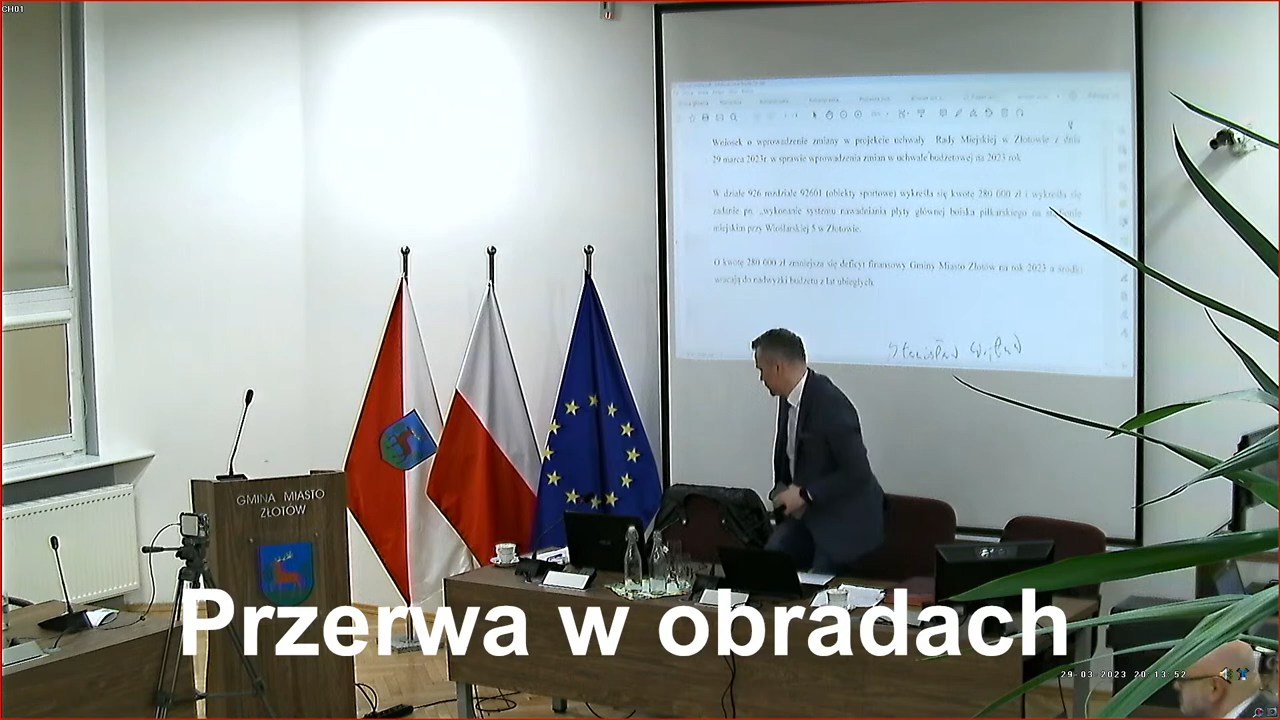 CH01
Wniosek o wprowadzenie zmiany w projekcie uchwały Rady Miejskiej w Złotowie z dnia
29 marca 2023r. w sprawie wprowadzenia zmian w uchwale budżetowej na 2023 rok
W dziale 926 rozdziale 92601 (obiekty sportowe) wykreśla się kwotę 280 000 zł i wykreśla się
zadanie pn. „wykonanie systemu nawadniania płyty głównej boiska piłkarskiego na stadionie
miejskim przy Wioślarskiej 5 w Złotowie.
O kwotę 280 000 zł zmniejsza się deficyt finansowy Gminy Miasto Złotów na rok 2023 a środki
wracają do nadwyżki budżetu z lat ubiegłych.
GMINA MIASTO
ZŁOTÓW
Przerwa w obradach
29-03-2023 20:13:52